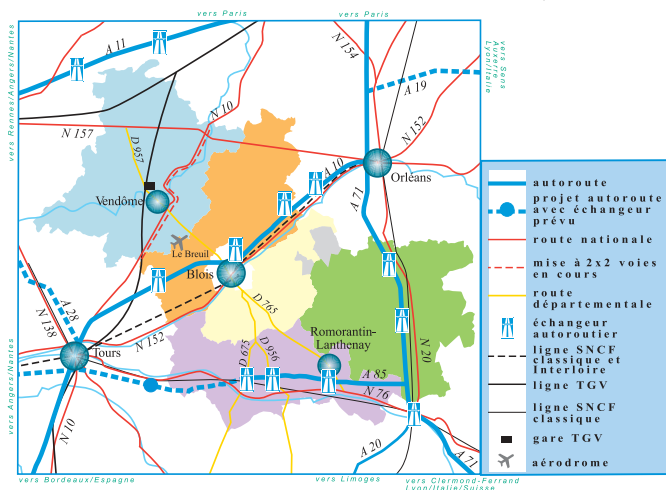 vers Paris
vers Paris
vers Rennes/Angers/Nantes
vers Sens
Auxerre
Lyon/Italie
A 11
N 154
A 19
N 10
N 152
N 157
D 957
A 10
Orléans
A 71
Vendôme
Le Breuil
Blois
A 28
N 138
D 765
N 152
Tours
Romorantin-
Lanthenay
D 675
D 956
N 20
A 85
N 76
vers Angers/Nantes
N 10
A 20
A 71
vers Bordeaux/Espagne
vers Limoges
vers Clermont-Ferrand
Lyon/Italie/Suisse
autoroute
projet autoroute
avec échangeur
prévu
route nationale
mise à 2x2 voies
en cours
route
départementale
échangeur
autoroutier
ligne SNCF
classique et
Interloire
ligne TGV
ligne SNCF
classique
gare TGV
aérodrome